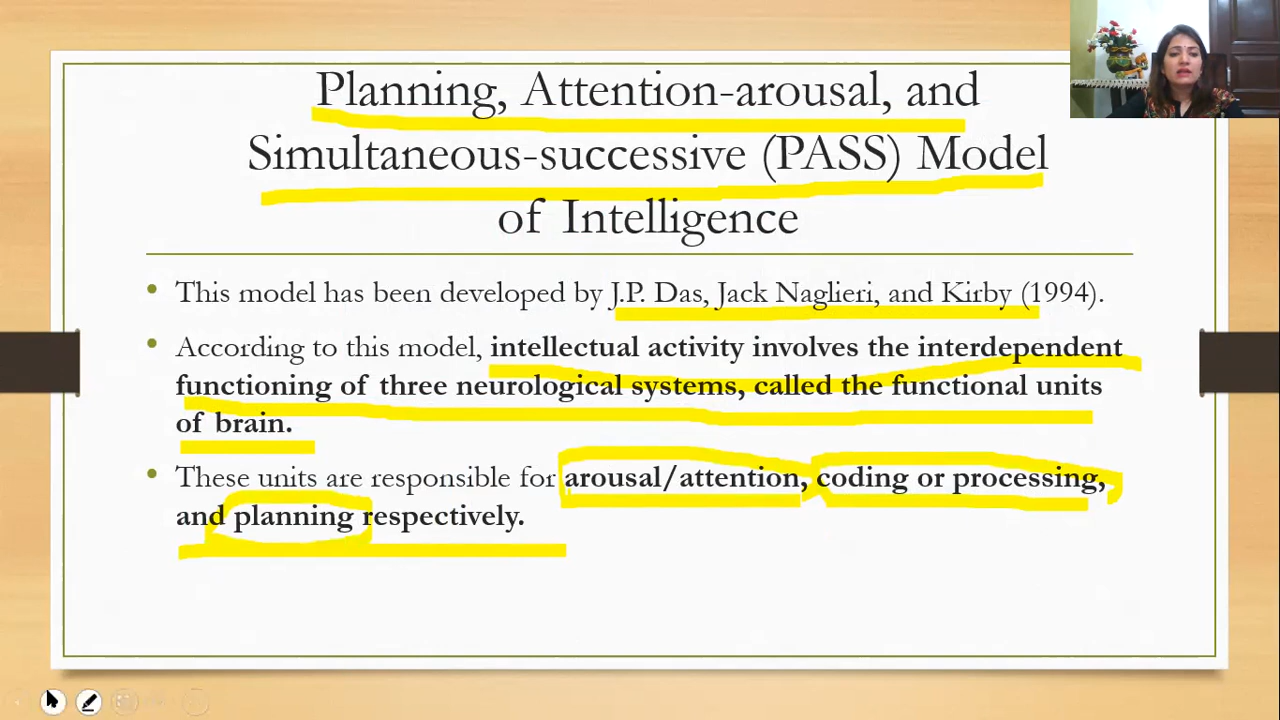 Planning, Attention-arousal, and
Simultaneous-successive (PASS) Model
of Intelligence
• This model has been developed by J.P. Das, Jack Naglieri, and Kirby (1994).
• According to this model, intellectual activity involves the interdependent
functioning of three neurological systems, called the functional units
of brain.
• These units are responsible for arousal/attention, coding or processing,
and planning respectively.